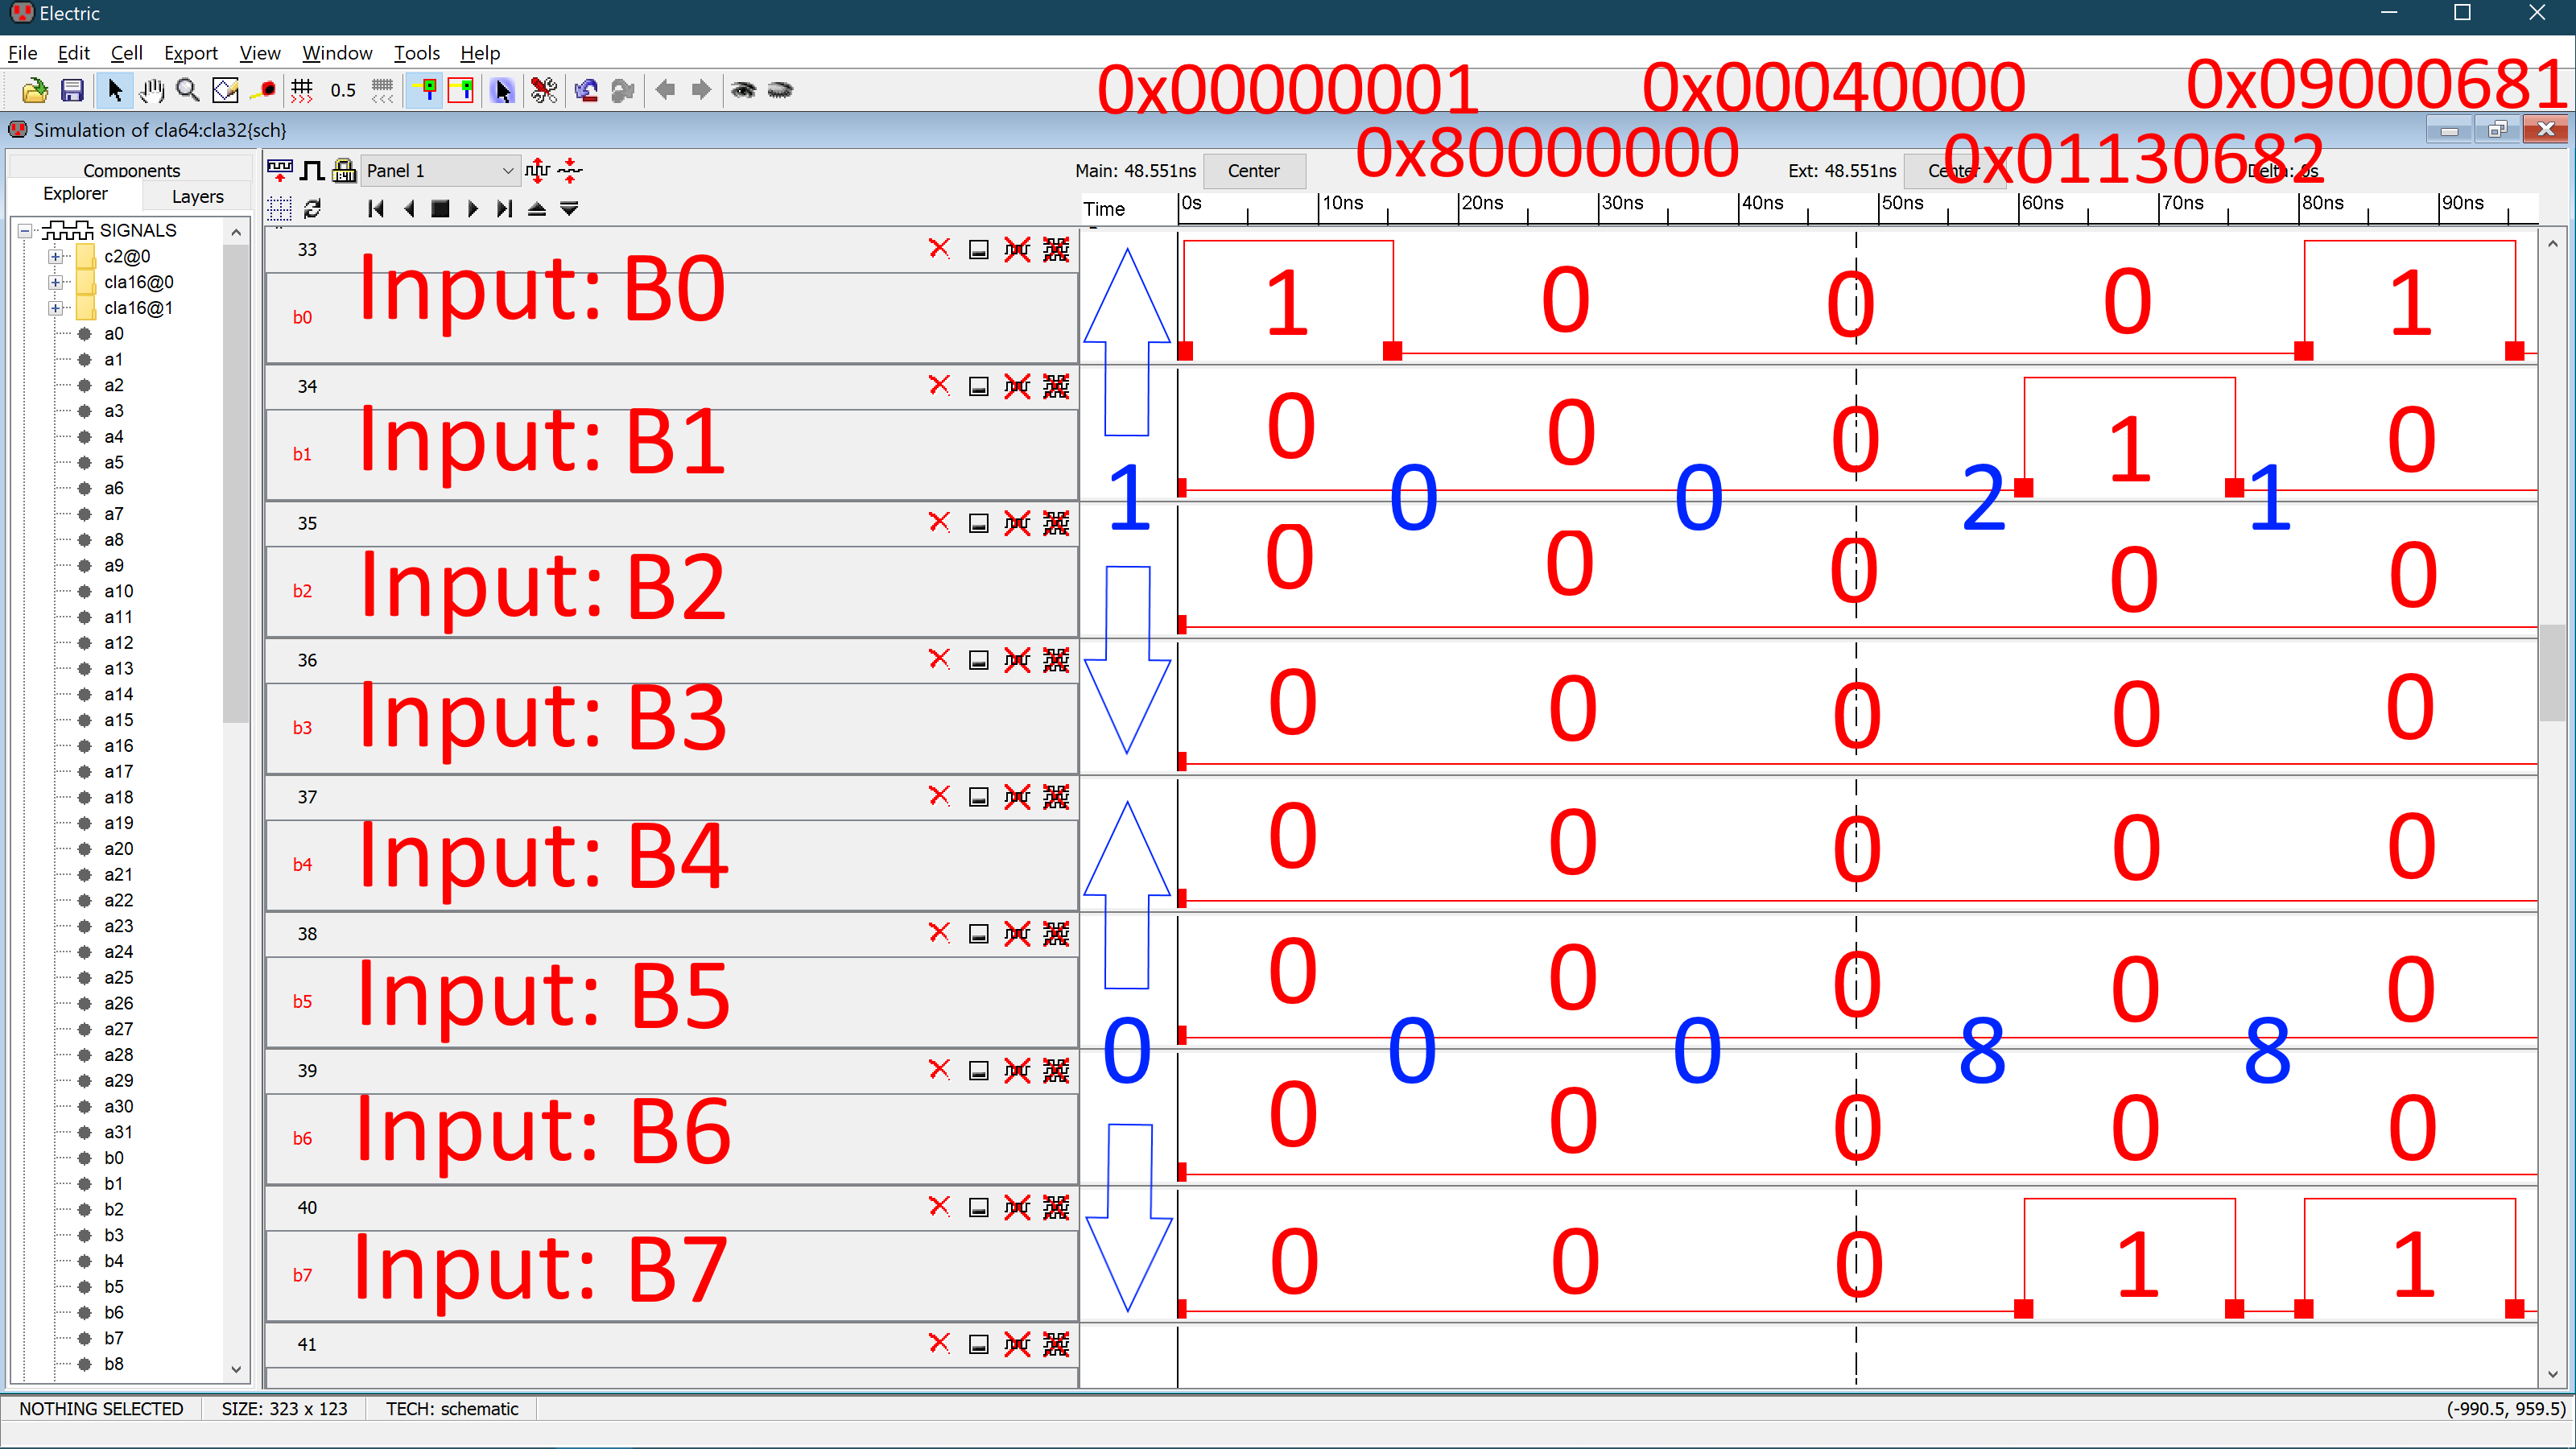 Electric
File Edit Cell Export View Window Tools Help
0.5
0x00000001 0x00040000 0x09000681
0x80000000 0x01130682
Simulation of cla64:cla32{sch}
Components
Explorer Layers
Panel 1
Main: 48.551ns Center Ext: 48.551ns Center Delta: 0s
Time 0s 10ns 20ns 30ns 40ns 50ns 60ns 70ns 80ns 90ns
SIGNALS
c2@0
cla16@0
cla16@1
a0
a1
a2
a3
a4
a5
a6
a7
a8
a9
a10
a11
a12
a13
a14
a15
a16
a17
a18
a19
a20
a21
a22
a23
a24
a25
a26
a27
a28
a29
a30
a31
b0
b1
b2
b3
b4
b5
b6
b7
b8
33
b0 Input: B0 1 0 0 0 1
34
b1 Input: B1 0 0 0 1 0
1 0 0 2 1
35
b2 Input: B2 0 0 0 0 0
36
b3 Input: B3 0 0 0 0 0
37
b4 Input: B4 0 0 0 0 0
38
b5 Input: B5 0 0 0 0 0
0 0 0 8 8
39
b6 Input: B6 0 0 0 0 0
40
b7 Input: B7 0 0 0 1 1
41
NOTHING SELECTED SIZE: 323 x 123 TECH: schematic (-990.5, 959.5)